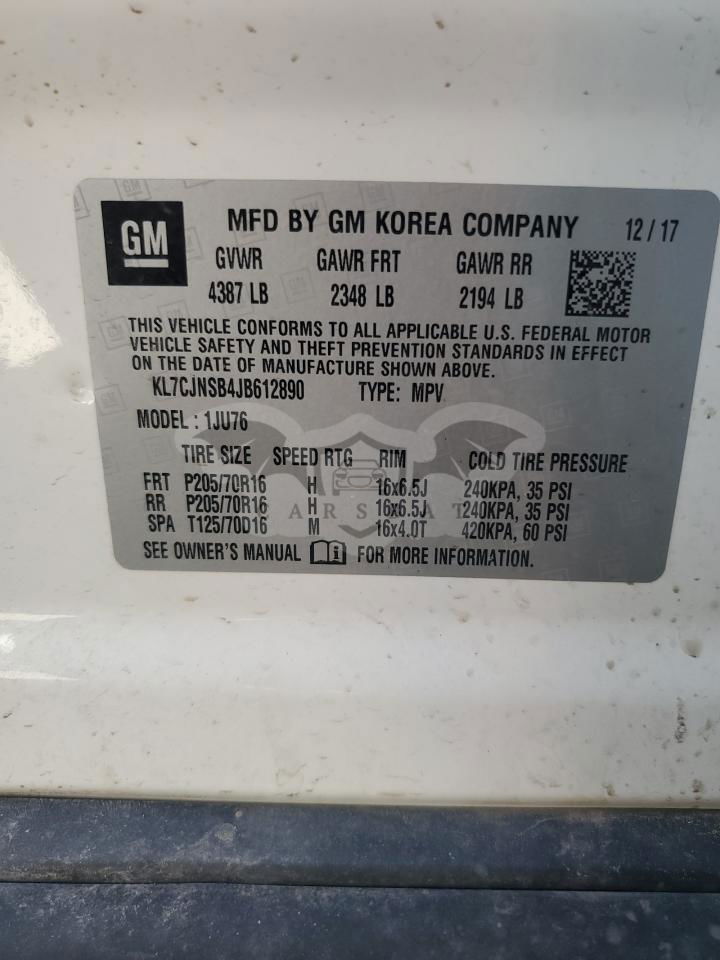 GM
MFD BY GM KOREA COMPANY 12/17
GVWR GAWR FRT GAWR RR
4387 LB 2348 LB 2194 LB
THIS VEHICLE CONFORMS TO ALL APPLICABLE U.S. FEDERAL MOTOR
VEHICLE SAFETY AND THEFT PREVENTION STANDARDS IN EFFECT
ON THE DATE OF MANUFACTURE SHOWN ABOVE.
KL7CJNSB4JB612890 TYPE: MPV
MODEL : 1JU76
TIRE SIZE SPEED RTG RIM COLD TIRE PRESSURE
FRT P205/70R16 H 16x6.5J 240KPA, 35 PSI
RR P205/70R16 H 16x6.5J 240KPA, 35 PSI
SPA T125/70D16 M 16x4.0T 420KPA, 60 PSI
SEE OWNER'S MANUAL FOR MORE INFORMATION.